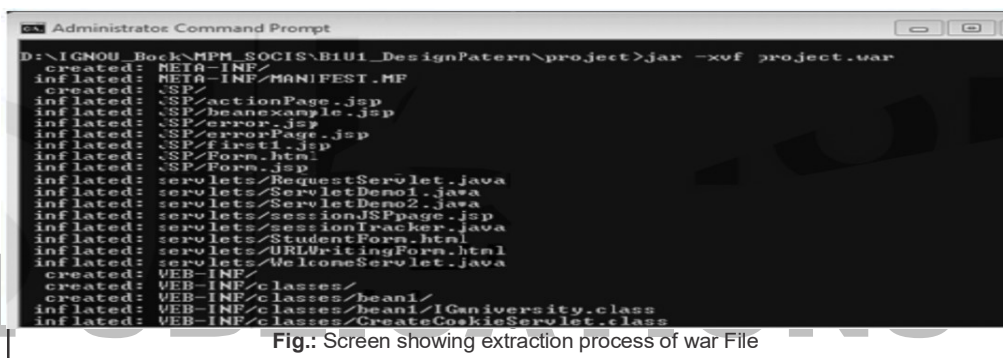 Administrator Command Prompt
D:\IGNOU_Bock\MPM_SOCIS\B1U1_DesignPatern\project>jar -xvf project.war
created: META-INF/
inflated: META-INF/MANIFEST.MF
created: JSP/
inflated: JSP/actionPage.jsp
inflated: JSP/beanexample.jsp
inflated: JSP/error.jsp
inflated: JSP/errorPage.jsp
inflated: JSP/first1.jsp
inflated: JSP/Form.html
inflated: JSP/Form.jsp
inflated: servlets/RequestServlet.java
inflated: servlets/ServletDemo1.java
inflated: servlets/ServletDemo2.java
inflated: servlets/sessionJSPpage.jsp
inflated: servlets/sessionTracker.java
inflated: servlets/StudentForm.html
inflated: servlets/URLWritingForm.html
inflated: servlets/WelcomeServlet.java
created: WEB-INF/
created: WEB-INF/classes/
created: WEB-INF/classes/bean1/
inflated: WEB-INF/classes/bean1/IGnniversity.class
inflated: WEB-INF/classes/CreateCookieServlet.class
Fig.: Screen showing extraction process of war File